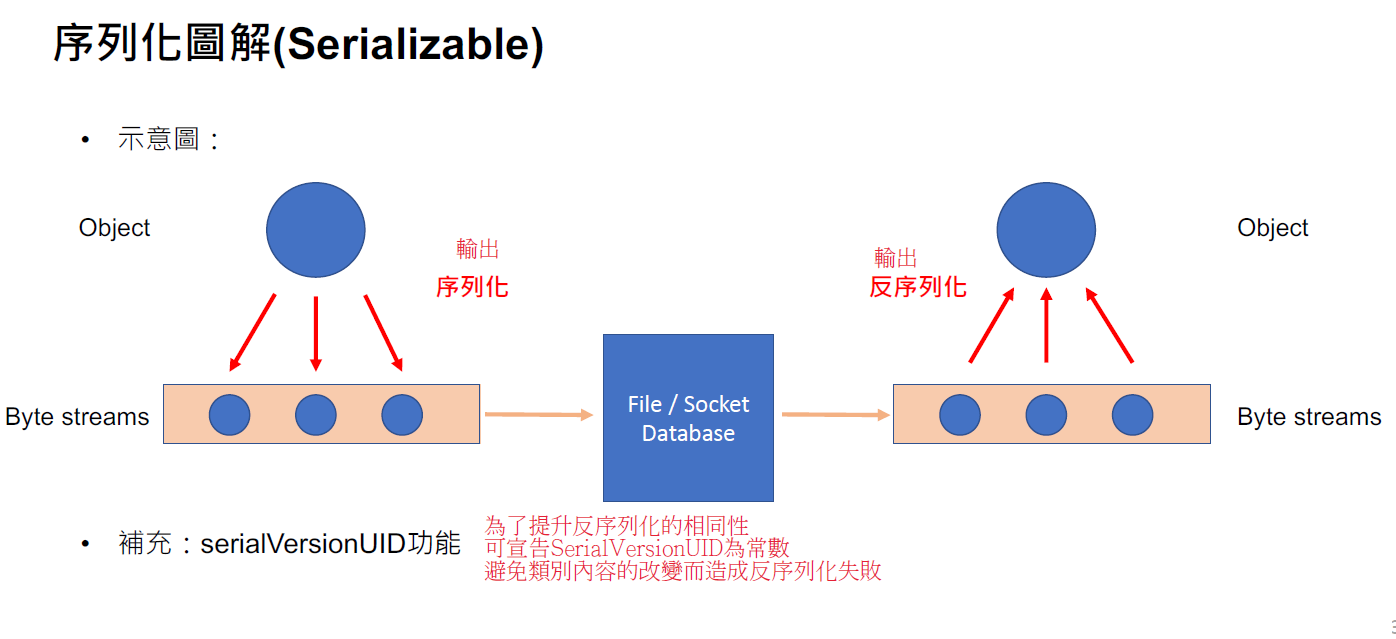 序列化圖解(Serializable)
• 示意圖：
Object
輸出
序列化
輸出
反序列化
Object
Byte streams
File / Socket
Database
Byte streams
• 補充：serialVersionUID功能
為了提升反序列化的相同性
可宣告SerialVersionUID為常數
避免類別內容的改變而造成反序列化失敗